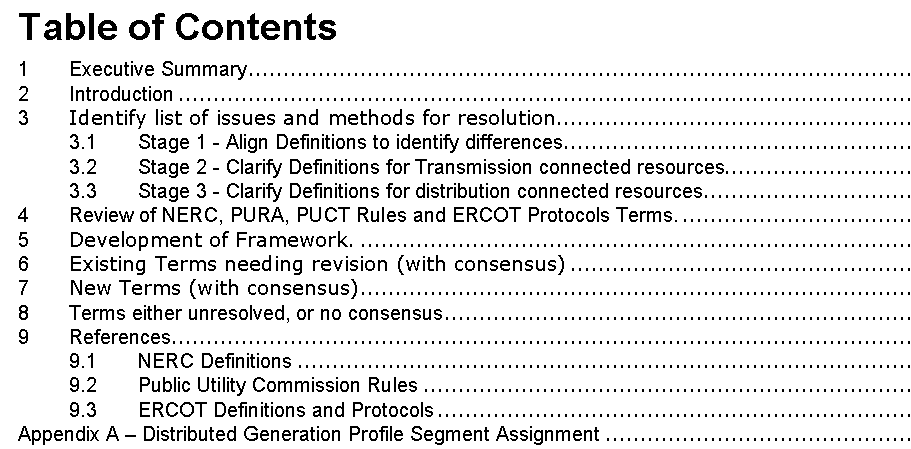 Table of Contents
1 Executive Summary................................................................
2 Introduction ................................................................
3 Identify list of issues and methods for resolution................................................................
3.1 Stage 1 - Align Definitions to identify differences................................................................
3.2 Stage 2 - Clarify Definitions for Transmission connected resources................................
3.3 Stage 3 - Clarify Definitions for distribution connected resources................................
4 Review of NERC, PURA, PUCT Rules and ERCOT Protocols Terms. ................................
5 Development of Framework. ................................................................
6 Existing Terms needing revision (with consensus) ................................................
7 New Terms (with consensus)................................................................
8 Terms either unresolved, or no consensus................................................................
9 References................................................................
9.1 NERC Definitions ................................................................
9.2 Public Utility Commission Rules ................................................................
9.3 ERCOT Definitions and Protocols ................................................................
Appendix A – Distributed Generation Profile Segment Assignment ................................